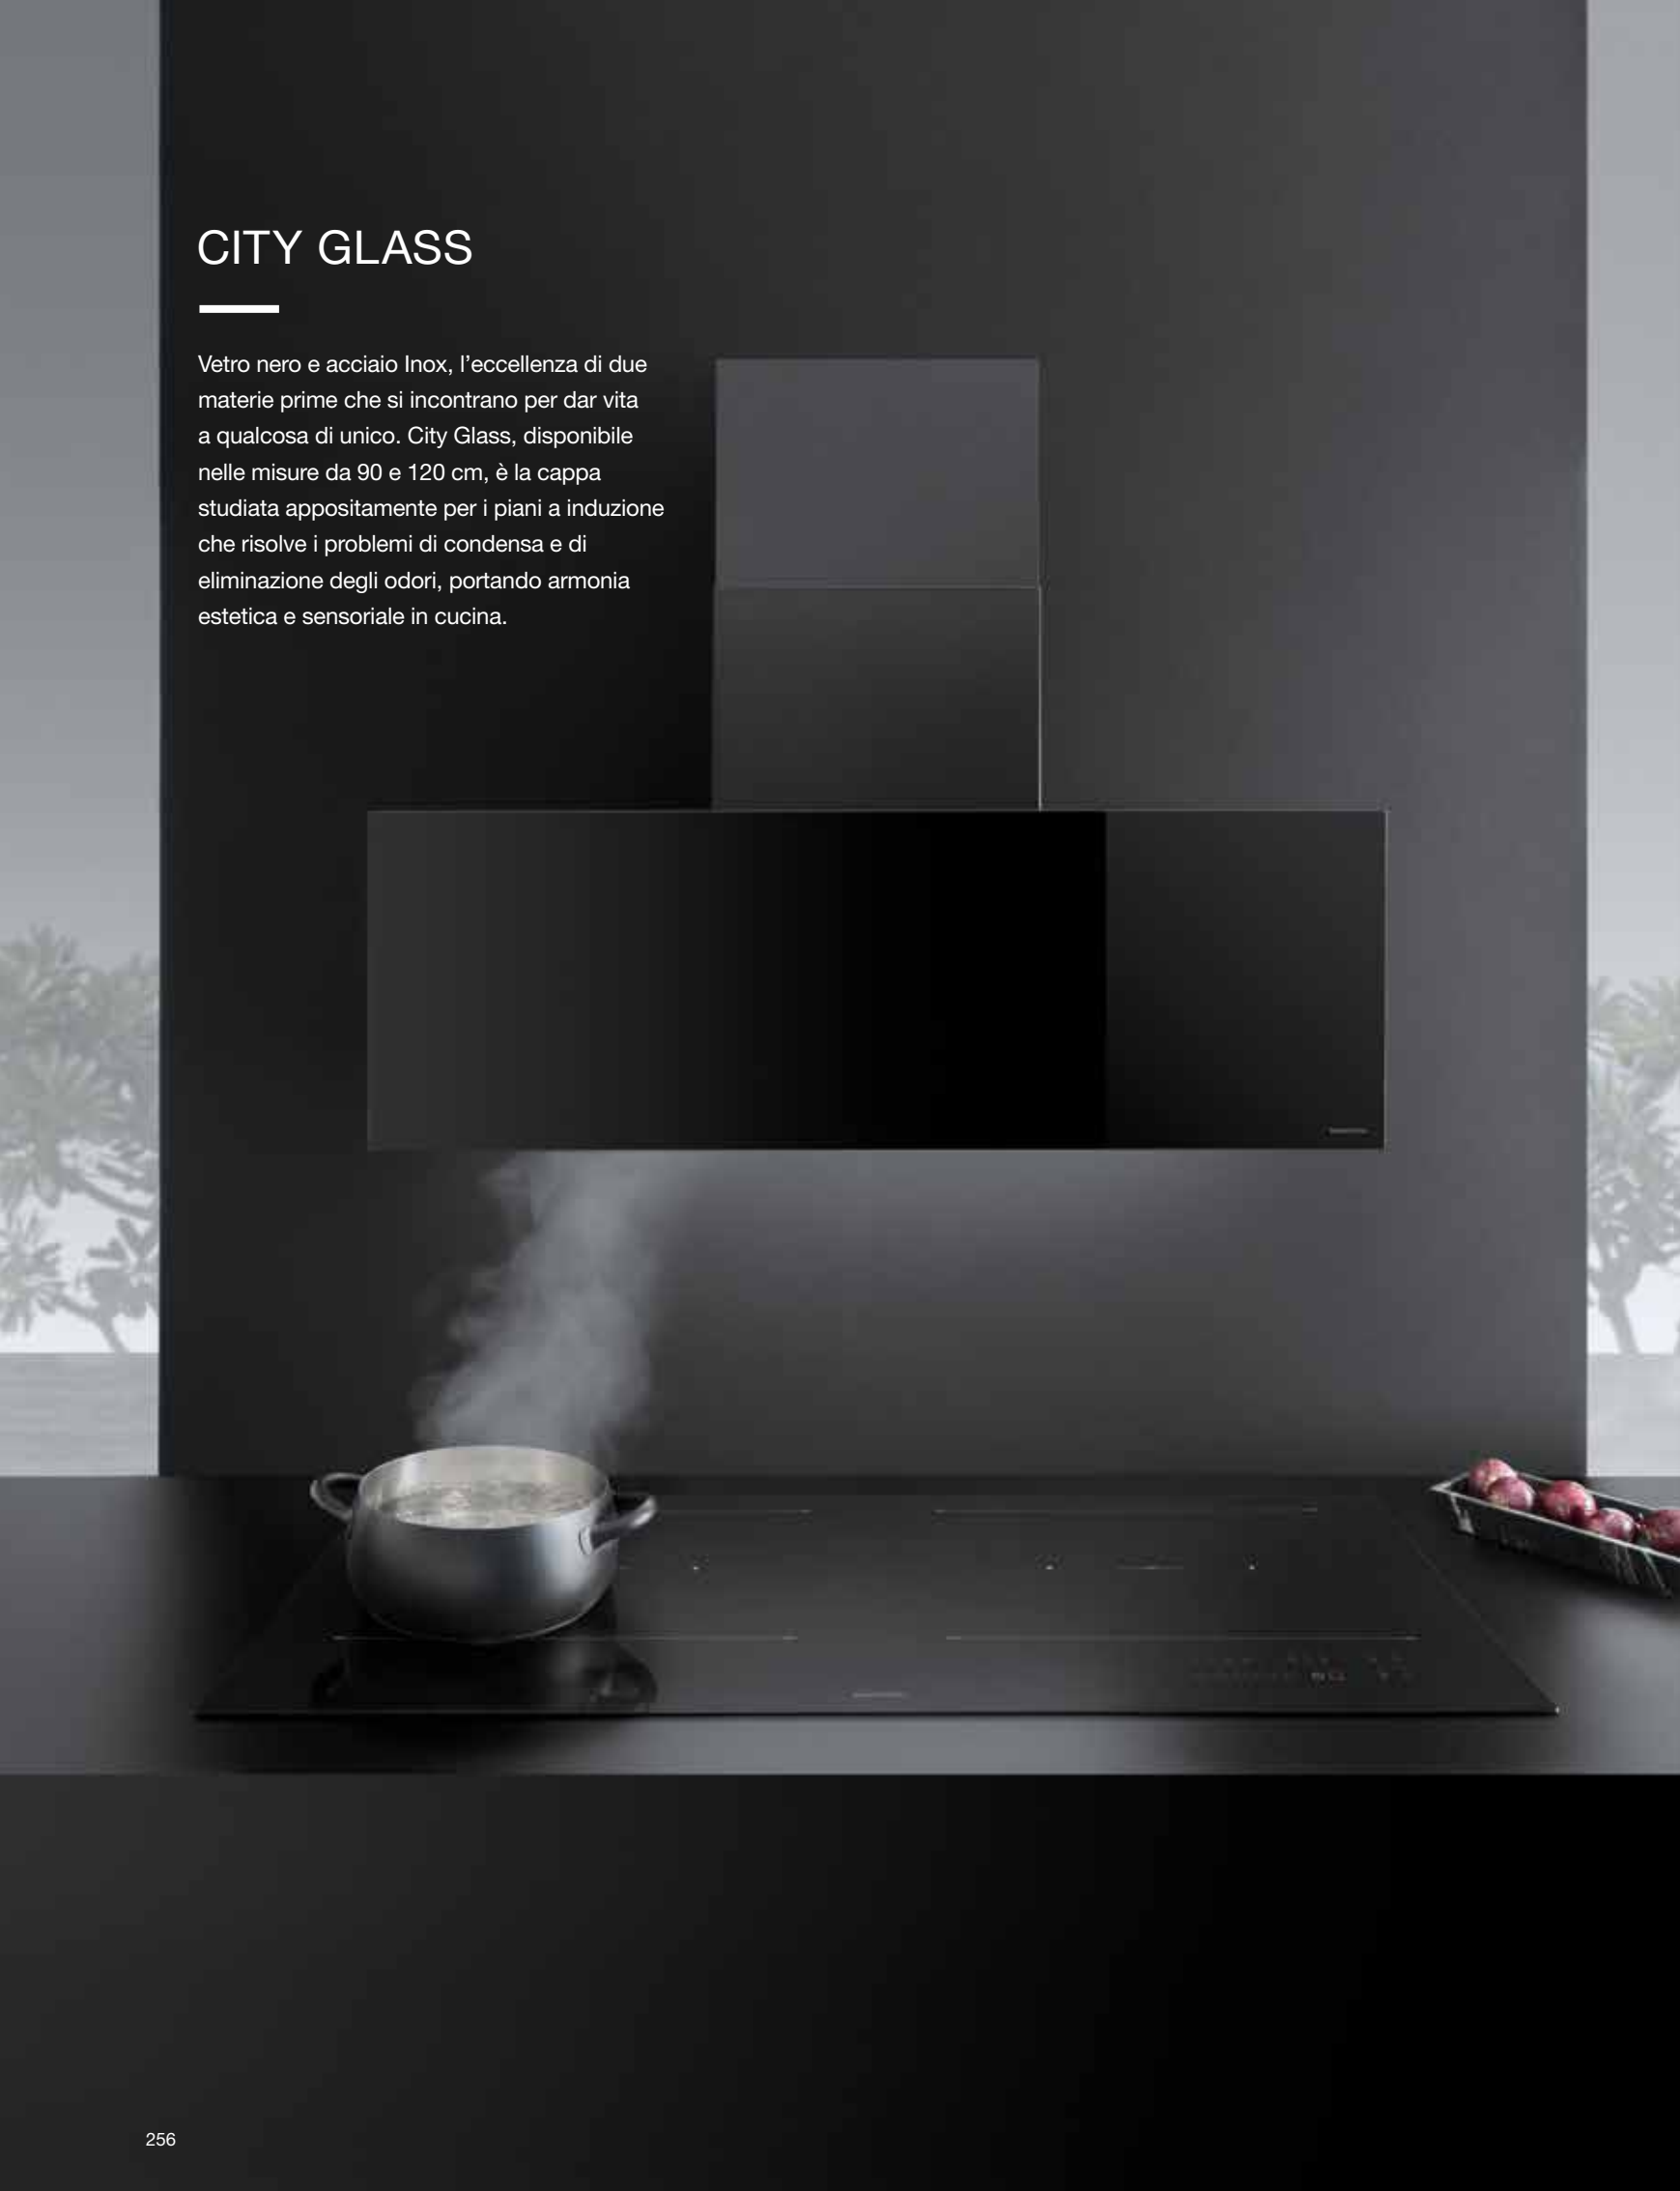 CITY GLASS
Vetro nero e acciaio Inox, l’eccellenza di due
materie prime che si incontrano per dar vita
a qualcosa di unico. City Glass, disponibile
nelle misure da 90 e 120 cm, è la cappa
studiata appositamente per i piani a induzione
che risolve i problemi di condensa e di
eliminazione degli odori, portando armonia
estetica e sensoriale in cucina.
256